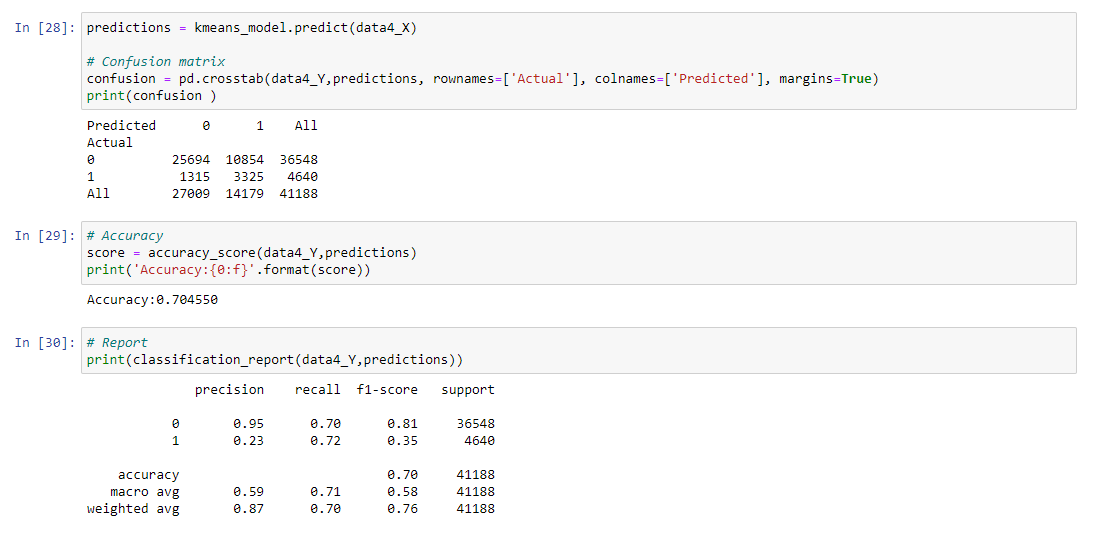 In [28]: predictions = kmeans_model.predict(data4_X)
# Confusion matrix
confusion = pd.crosstab(data4_Y,predictions, rownames=['Actual'], colnames=['Predicted'], margins=True)
print(confusion )
Predicted 0 1 All
Actual
0 25694 10854 36548
1 1315 3325 4640
All 27009 14179 41188
In [29]: # Accuracy
score = accuracy_score(data4_Y,predictions)
print('Accuracy:{0:f}'.format(score))
Accuracy:0.704550
In [30]: # Report
print(classification_report(data4_Y,predictions))
precision recall f1-score support
0 0.95 0.70 0.81 36548
1 0.23 0.72 0.35 4640
accuracy 0.70 41188
macro avg 0.59 0.71 0.58 41188
weighted avg 0.87 0.70 0.76 41188